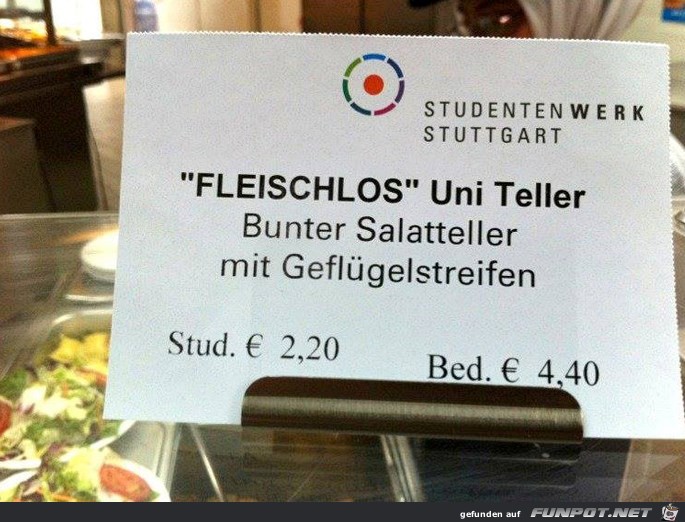 STUDENTENWERK
STUTTGART
"FLEISCHLOS" Uni Teller
Bunter Salatteller
mit Geflügelstreifen
Stud. € 2,20
Bed. € 4,40
gefunden auf FUNPOT.NET